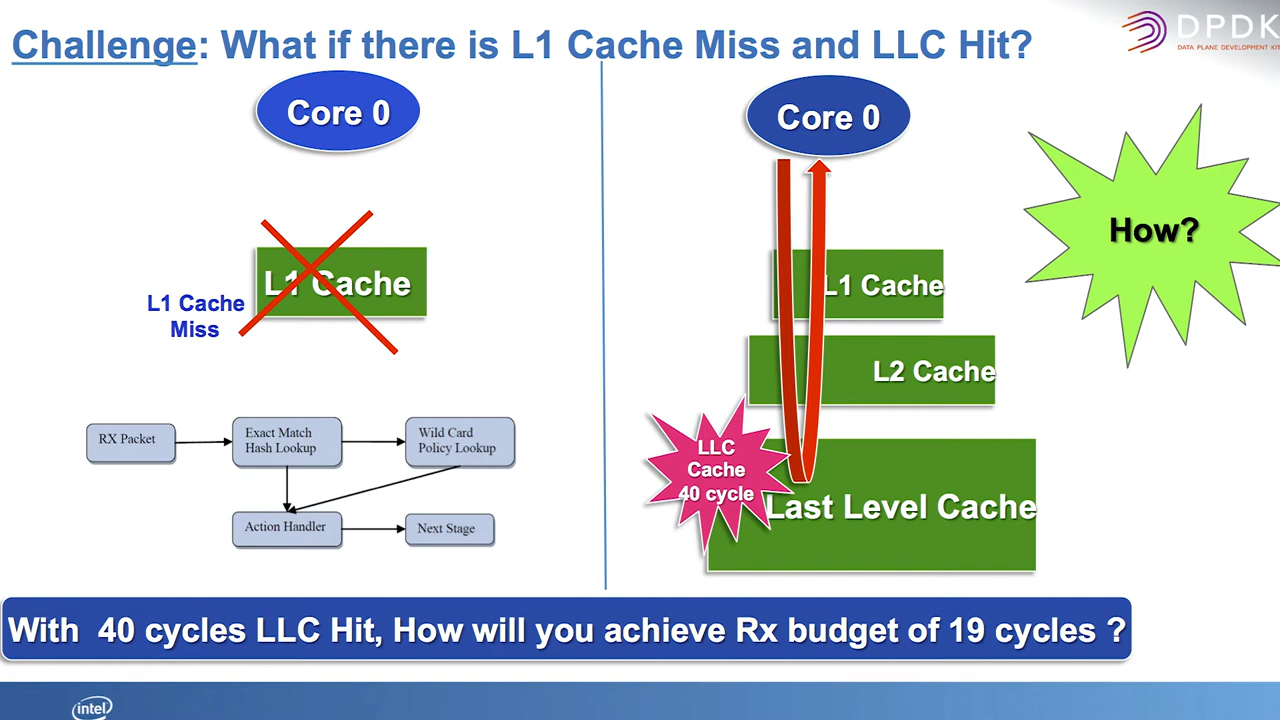 Challenge: What if there is L1 Cache Miss and LLC Hit?
DPDK
DATA PLANE DEVELOPMENT KIT
Core 0
L1 Cache
L1 Cache
Miss
RX Packet
Exact Match
Hash Lookup
Wild Card
Policy Lookup
Action Handler
Next Stage
Core 0
L1 Cache
L2 Cache
LLC
Cache
40 cycle
Last Level Cache
How?
With 40 cycles LLC Hit, How will you achieve Rx budget of 19 cycles ?
intel